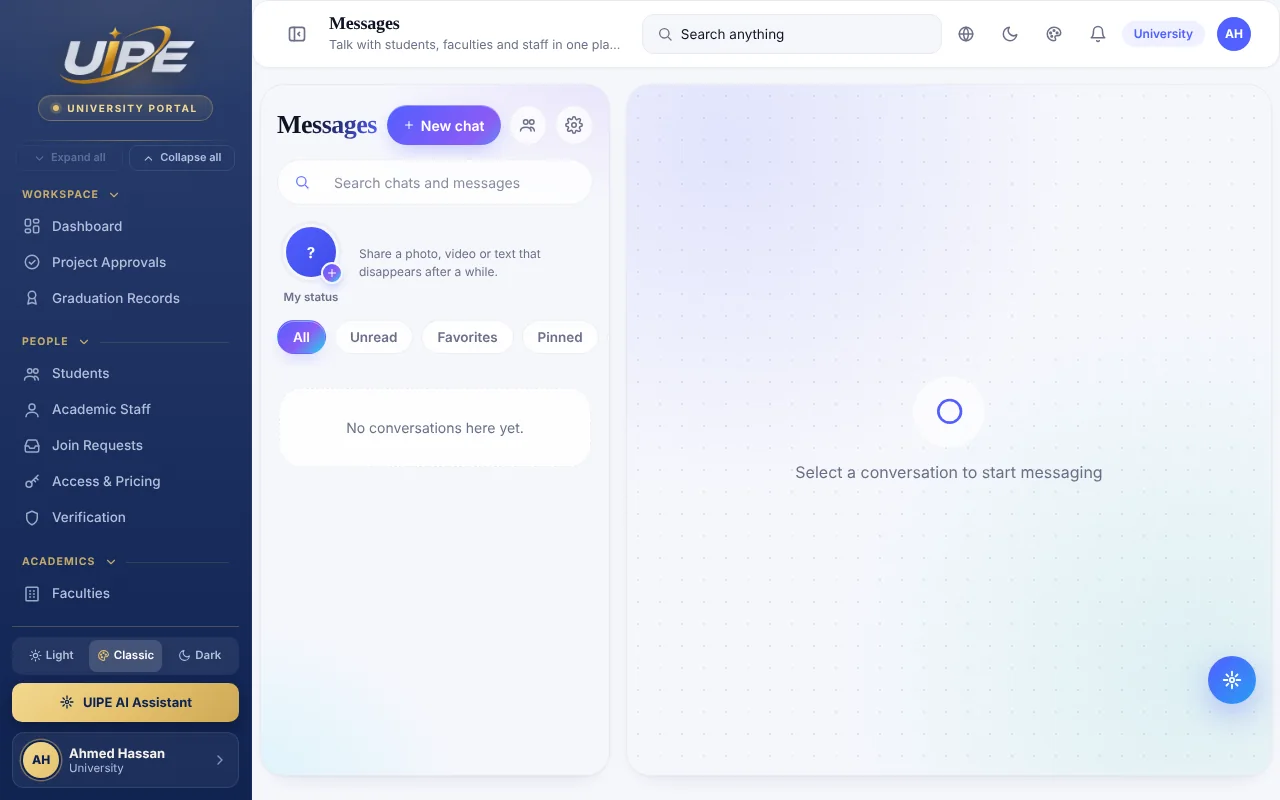 UiPE
UNIVERSITY PORTAL
Expand all
Collapse all
WORKSPACE
Dashboard
Project Approvals
Graduation Records
PEOPLE
Students
Academic Staff
Join Requests
Access & Pricing
Verification
ACADEMICS
Faculties
Light
Classic
Dark
UIPE AI Assistant
AH
Ahmed Hassan
University
Messages
Talk with students, faculties and staff in one pla...
Search anything
University
AH
Messages
+ New chat
Search chats and messages
?
+
My status
Share a photo, video or text that
disappears after a while.
All
Unread
Favorites
Pinned
No conversations here yet.
Select a conversation to start messaging